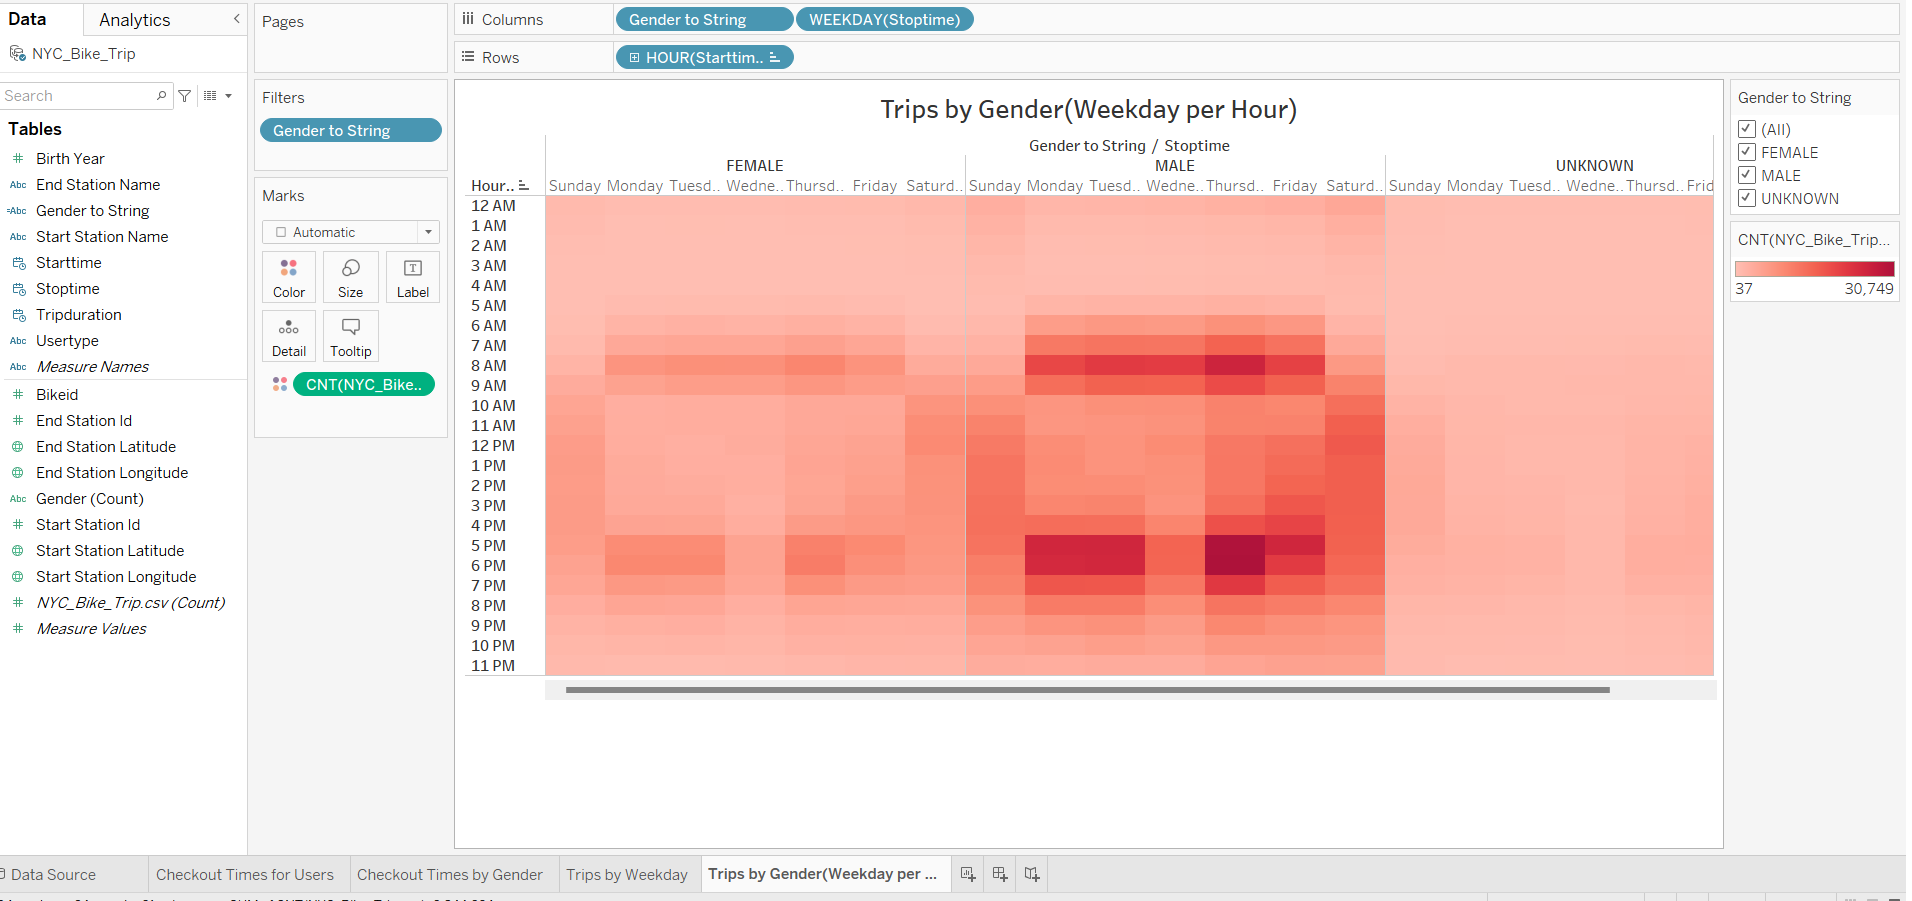 Data
Analytics
NYC_Bike_Trip
Search
Tables
Birth Year
Abc End Station Name
=Abc Gender to String
Abc Start Station Name
Starttime
Stoptime
Tripduration
Abc Usertype
Abc Measure Names
Bikeid
End Station Id
End Station Latitude
End Station Longitude
Abc Gender (Count)
Start Station Id
Start Station Latitude
Start Station Longitude
NYC_Bike_Trip.csv (Count)
Measure Values
Pages
Filters
Gender to String
Marks
Automatic
Color Size Label
Detail Tooltip
CNT(NYC_Bike..
Columns Gender to String WEEKDAY(Stoptime)
Rows HOUR(Starttim..
Trips by Gender(Weekday per Hour)
Gender to String / Stoptime
FEMALE MALE UNKNOWN
Hour.. Sunday Monday Tuesd.. Wedne.. Thursd.. Friday Saturd.. Sunday Monday Tuesd.. Wedne.. Thursd.. Friday Saturd.. Sunday Monday Tuesd.. Wedne.. Thursd.. Frid
12 AM
1 AM
2 AM
3 AM
4 AM
5 AM
6 AM
7 AM
8 AM
9 AM
10 AM
11 AM
12 PM
1 PM
2 PM
3 PM
4 PM
5 PM
6 PM
7 PM
8 PM
9 PM
10 PM
11 PM
Gender to String
(All)
FEMALE
MALE
UNKNOWN
CNT(NYC_Bike_Trip...
37 30,749
Data Source Checkout Times for Users Checkout Times by Gender Trips by Weekday Trips by Gender(Weekday per ...